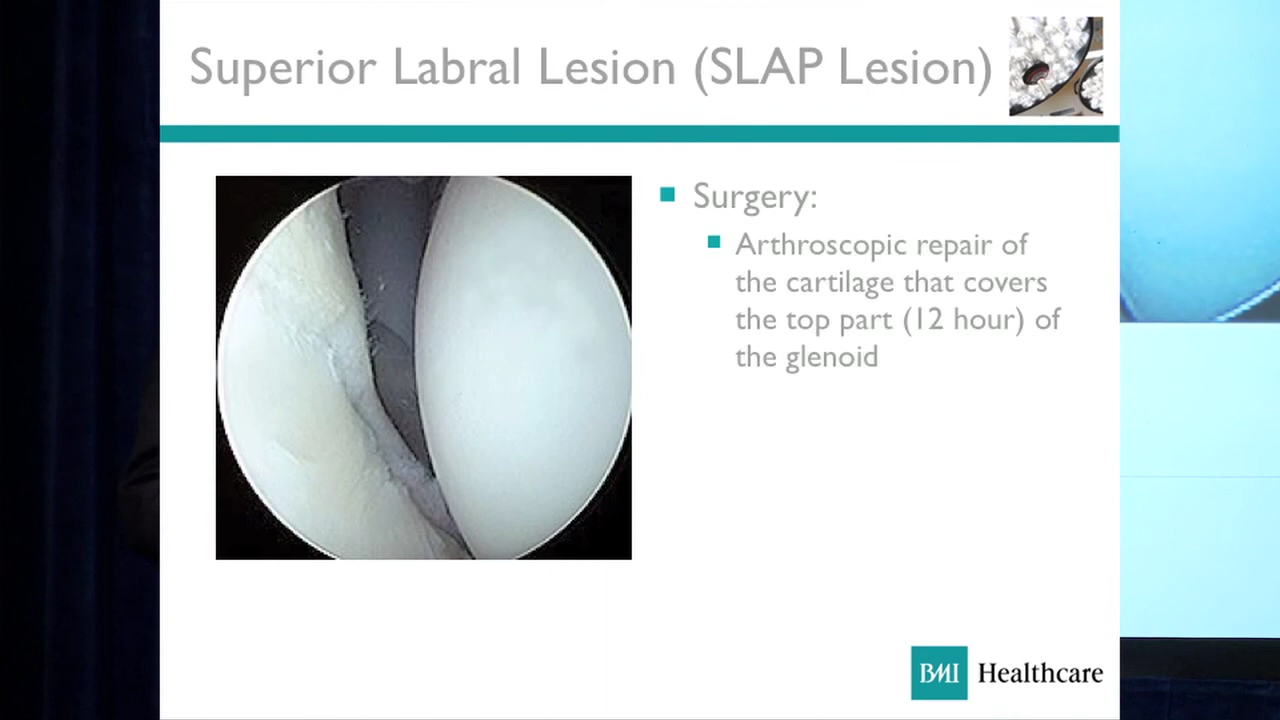 Superior Labral Lesion (SLAP Lesion)
Surgery:
Arthroscopic repair of
the cartilage that covers
the top part (12 hour) of
the glenoid
BMI Healthcare